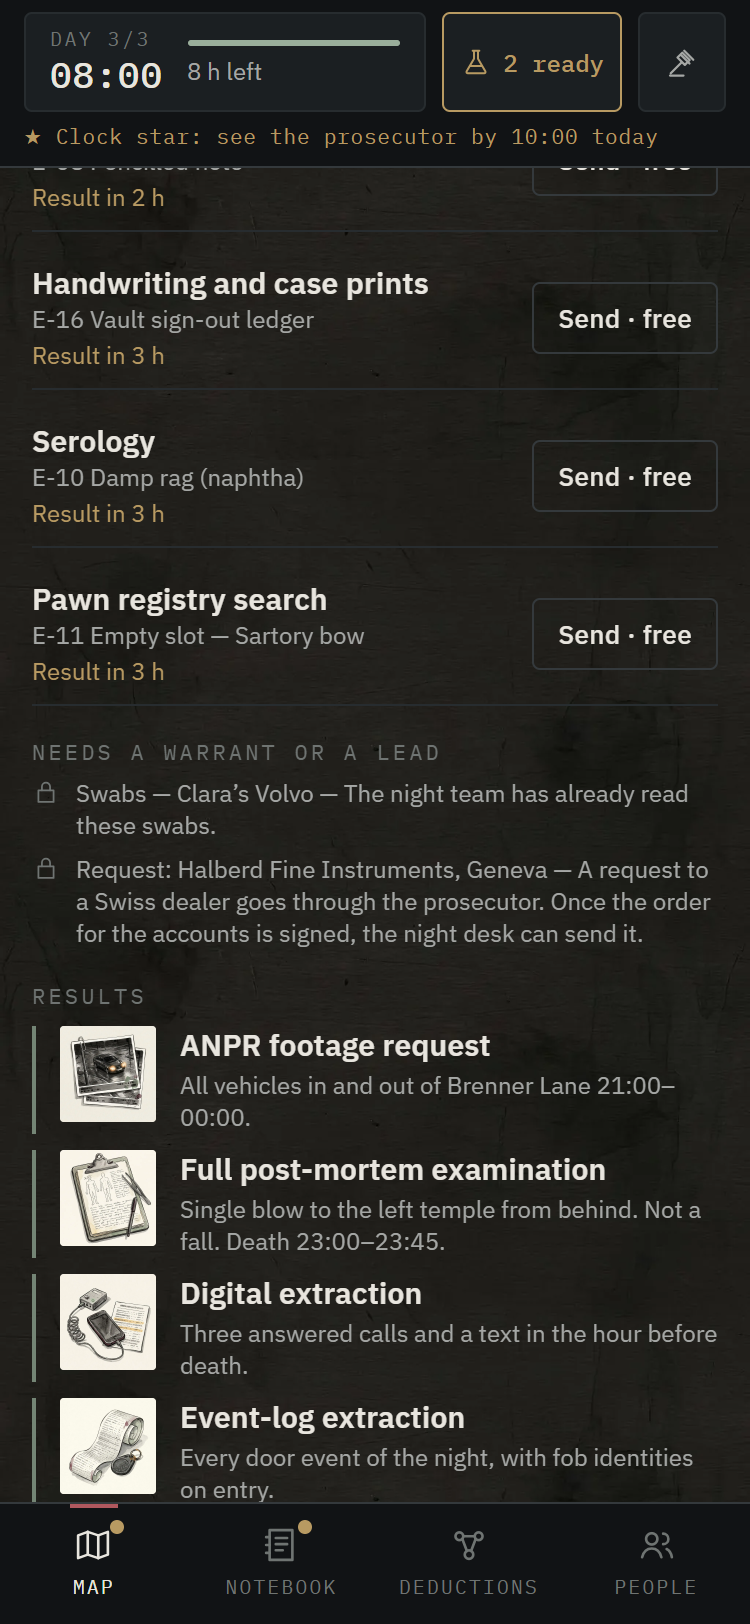 DAY 3/3
08:00
8 h left
2 ready
★ Clock star: see the prosecutor by 10:00 today
Result in 2 h
Handwriting and case prints
E-16 Vault sign-out ledger
Result in 3 h
Send · free
Serology
E-10 Damp rag (naphtha)
Result in 3 h
Send · free
Pawn registry search
E-11 Empty slot — Sartory bow
Result in 3 h
Send · free
NEEDS A WARRANT OR A LEAD
Swabs — Clara’s Volvo — The night team has already read
these swabs.
Request: Halberd Fine Instruments, Geneva — A request to
a Swiss dealer goes through the prosecutor. Once the order
for the accounts is signed, the night desk can send it.
RESULTS
ANPR footage request
All vehicles in and out of Brenner Lane 21:00–
00:00.
Full post-mortem examination
Single blow to the left temple from behind. Not a
fall. Death 23:00–23:45.
Digital extraction
Three answered calls and a text in the hour before
death.
Event-log extraction
Every door event of the night, with fob identities
on entry.
MAP
NOTEBOOK
DEDUCTIONS
PEOPLE